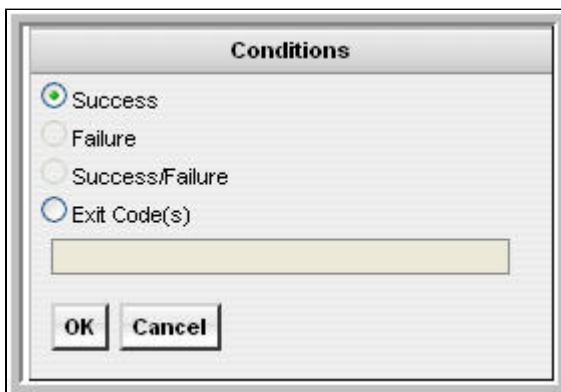 Conditions
Success
Failure
Success/Failure
Exit Code(s)
OK Cancel